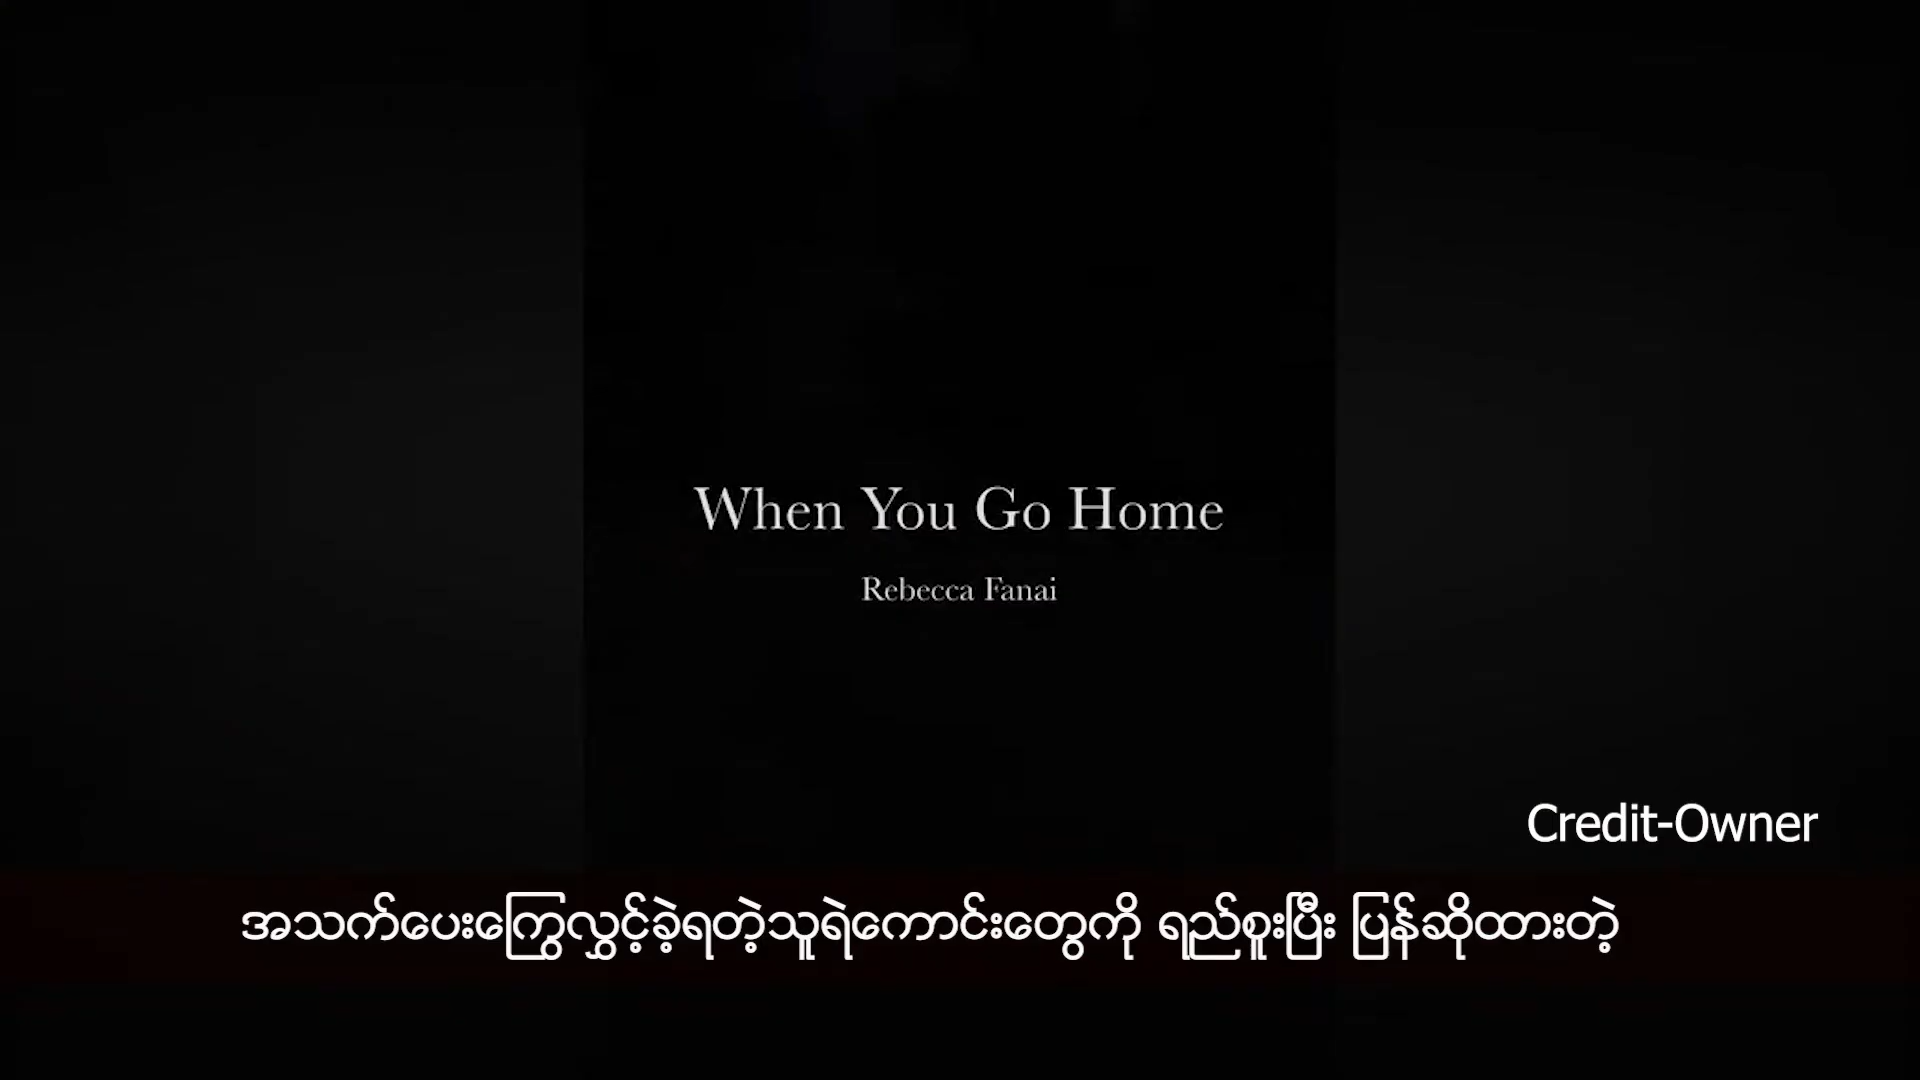 When You Go Home
Rebecca Fanai
Credit-Owner
အသက်ပေးကြွေလွှင့်ခဲ့ရတဲ့သူရဲကောင်းတွေကို ရည်စူးပြီး ပြန်ဆိုထားတဲ့